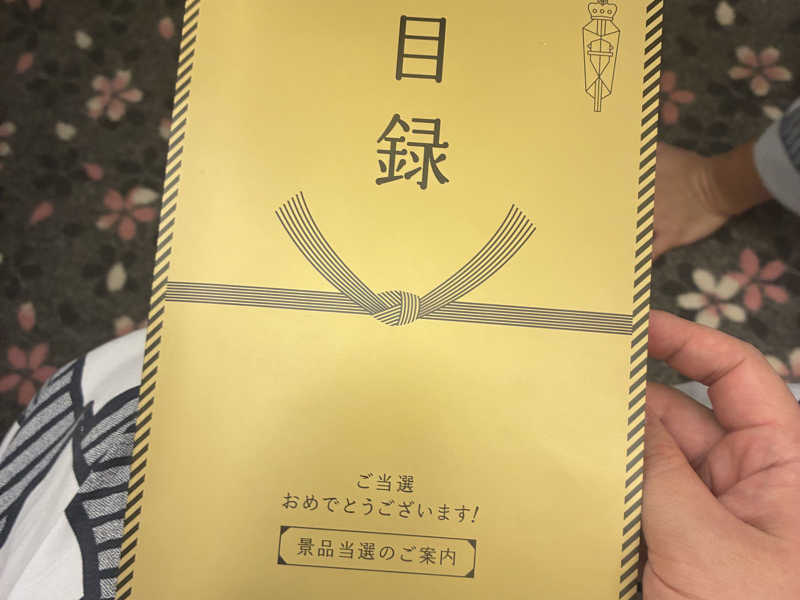 目録
ご当選
おめでとうございます!
景品当選のご案内